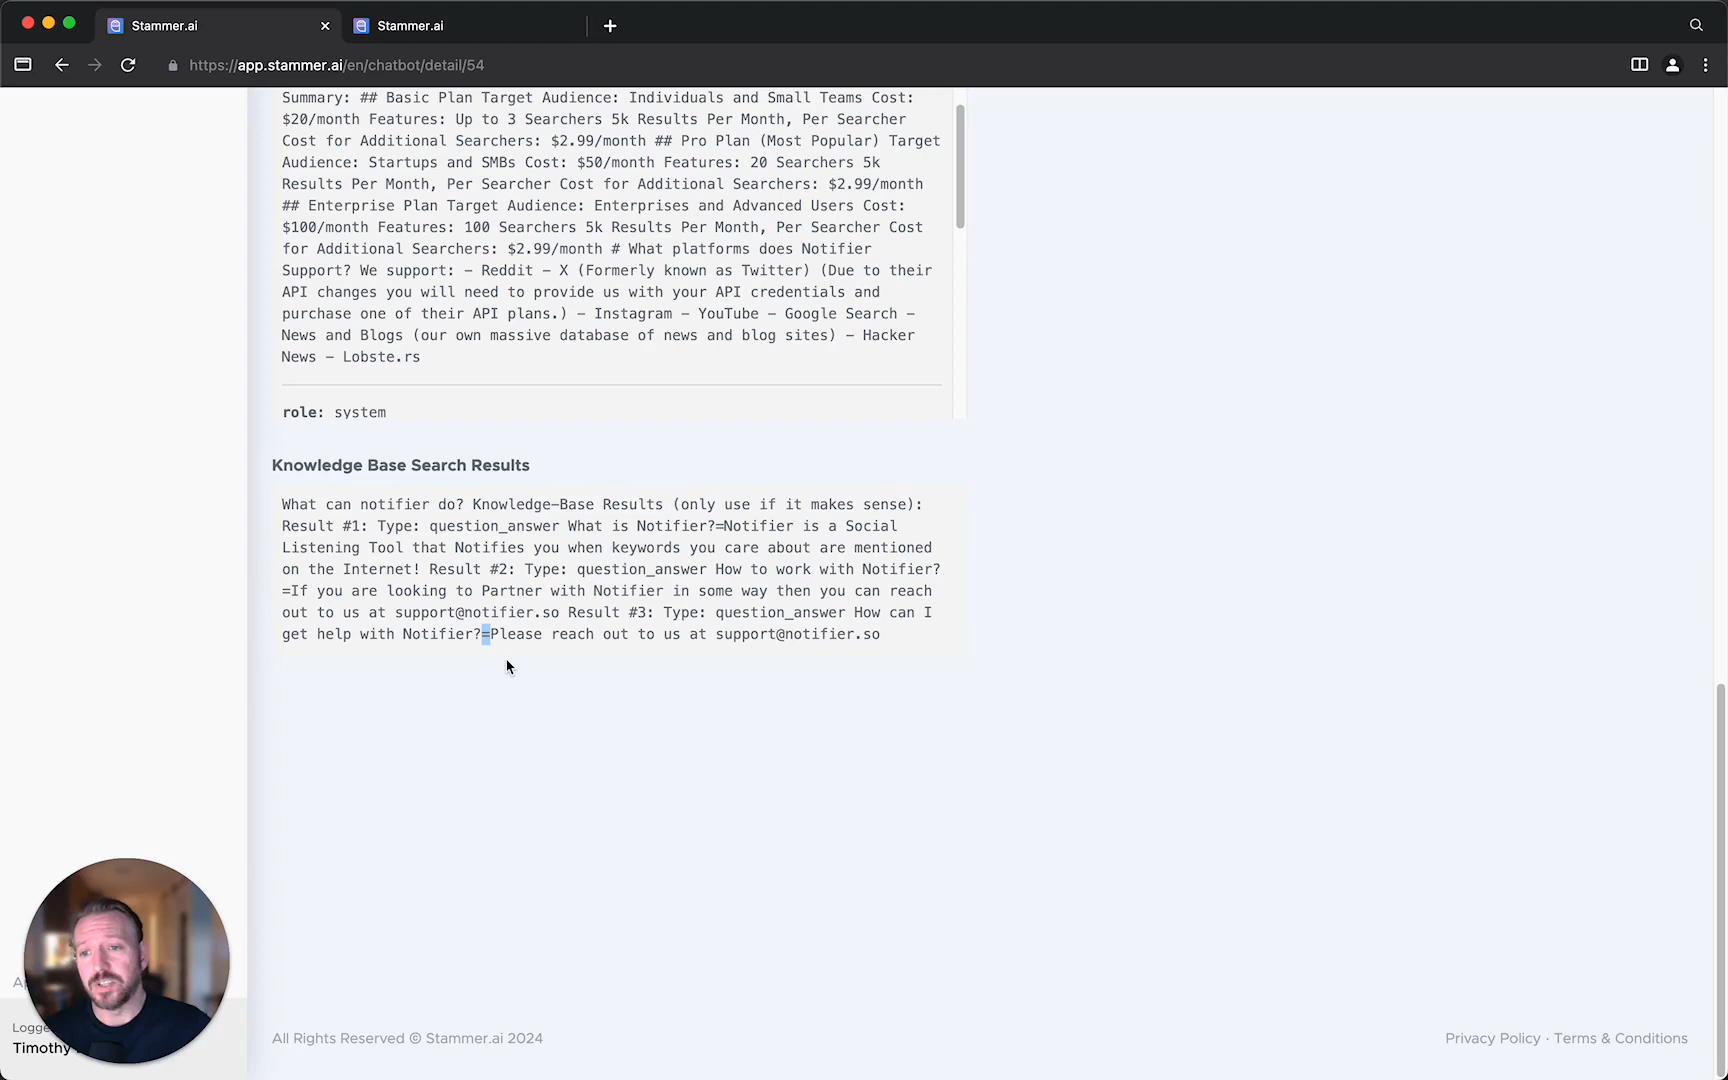 Stammer.ai
Stammer.ai
https://app.stammer.ai/en/chatbot/detail/54
Summary: ## Basic Plan Target Audience: Individuals and Small Teams Cost:
$20/month Features: Up to 3 Searchers 5k Results Per Month, Per Searcher
Cost for Additional Searchers: $2.99/month ## Pro Plan (Most Popular) Target
Audience: Startups and SMBs Cost: $50/month Features: 20 Searchers 5k
Results Per Month, Per Searcher Cost for Additional Searchers: $2.99/month
## Enterprise Plan Target Audience: Enterprises and Advanced Users Cost:
$100/month Features: 100 Searchers 5k Results Per Month, Per Searcher Cost
for Additional Searchers: $2.99/month # What platforms does Notifier
Support? We support: - Reddit - X (Formerly known as Twitter) (Due to their
API changes you will need to provide us with your API credentials and
purchase one of their API plans.) - Instagram - YouTube - Google Search -
News and Blogs (our own massive database of news and blog sites) - Hacker
News - Lobste.rs
role: system
Knowledge Base Search Results
What can notifier do? Knowledge-Base Results (only use if it makes sense):
Result #1: Type: question_answer What is Notifier?=Notifier is a Social
Listening Tool that Notifies you when keywords you care about are mentioned
on the Internet! Result #2: Type: question_answer How to work with Notifier?
=If you are looking to Partner with Notifier in some way then you can reach
out to us at support@notifier.so Result #3: Type: question_answer How can I
get help with Notifier?=Please reach out to us at support@notifier.so
Timothy
All Rights Reserved © Stammer.ai 2024
Privacy Policy · Terms & Conditions